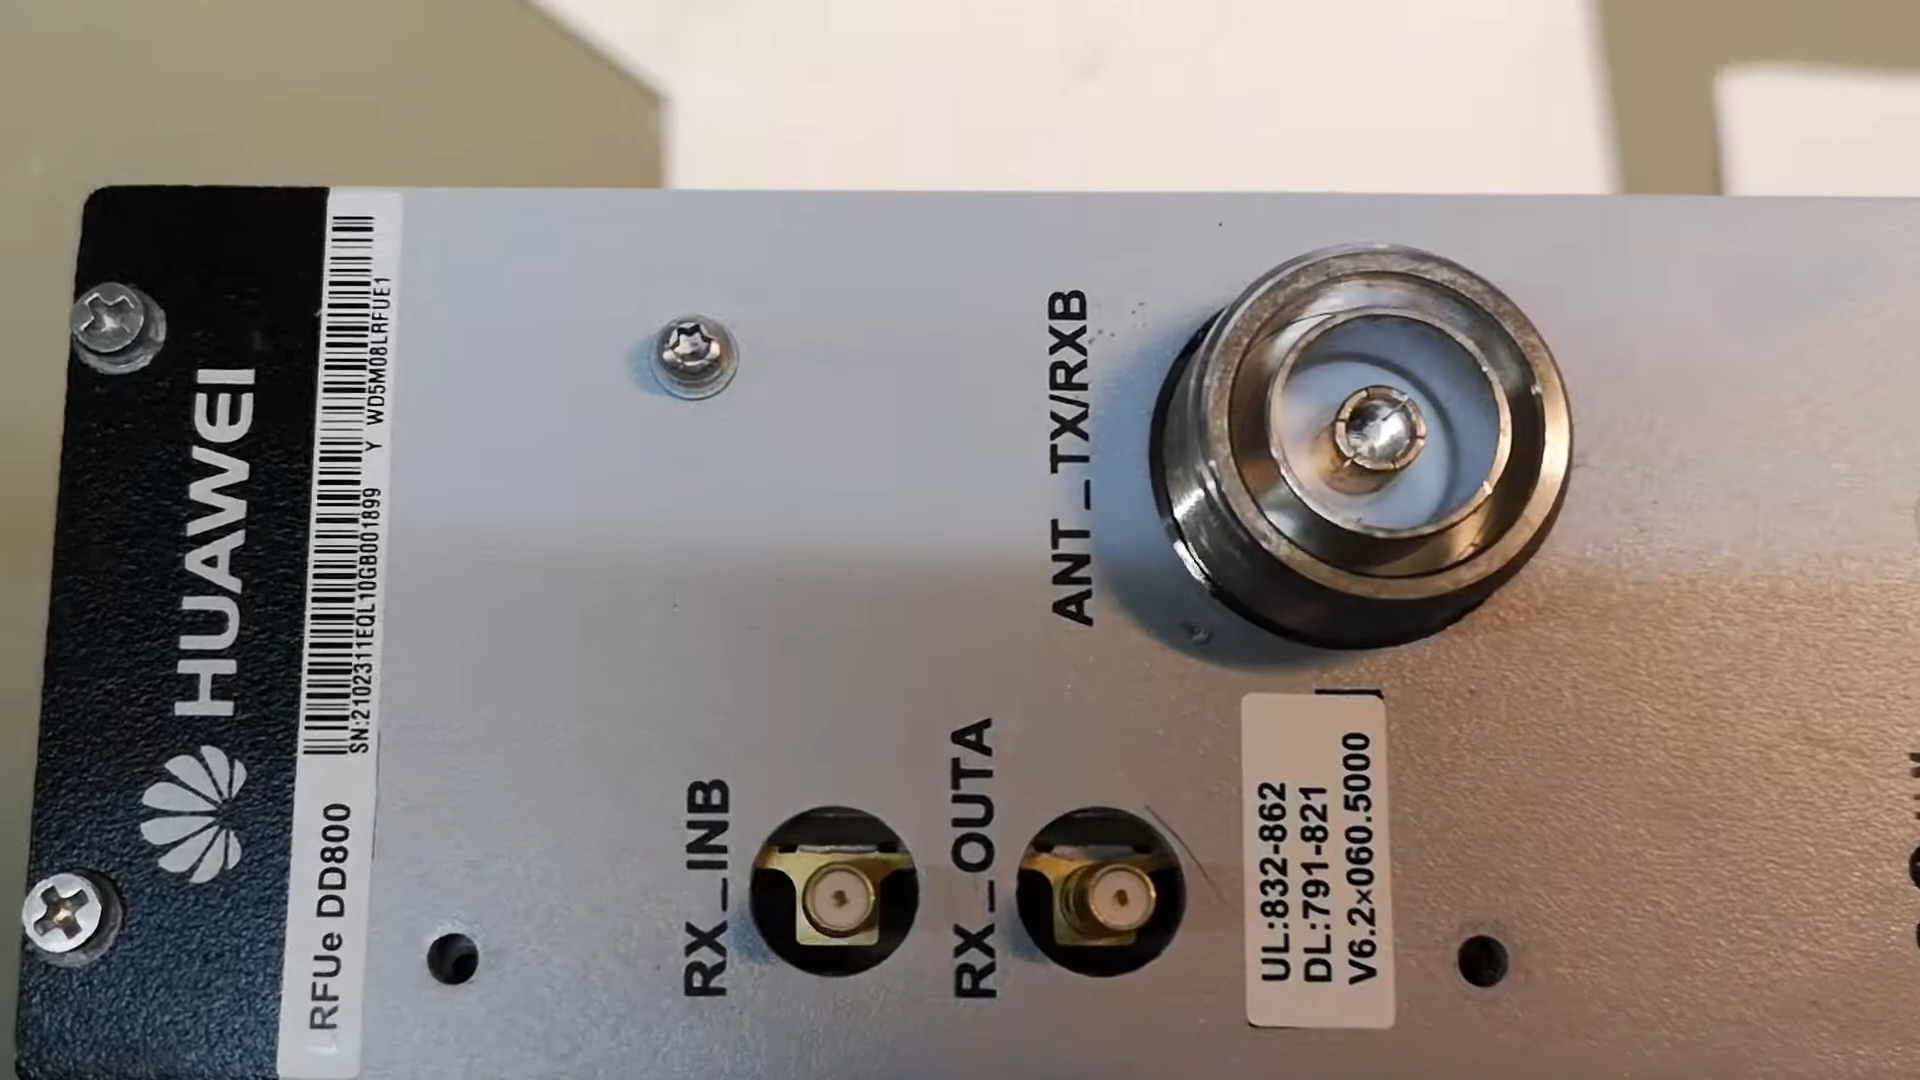 HUAWEI
LRFUe DD800
SN:2102311EQL10GB001899 Y WD5M08LRFUE1
RX_INB
RX_OUTA
ANT_TX/RXB
UL:832-862
DL:791-821
V6.2×060.5000